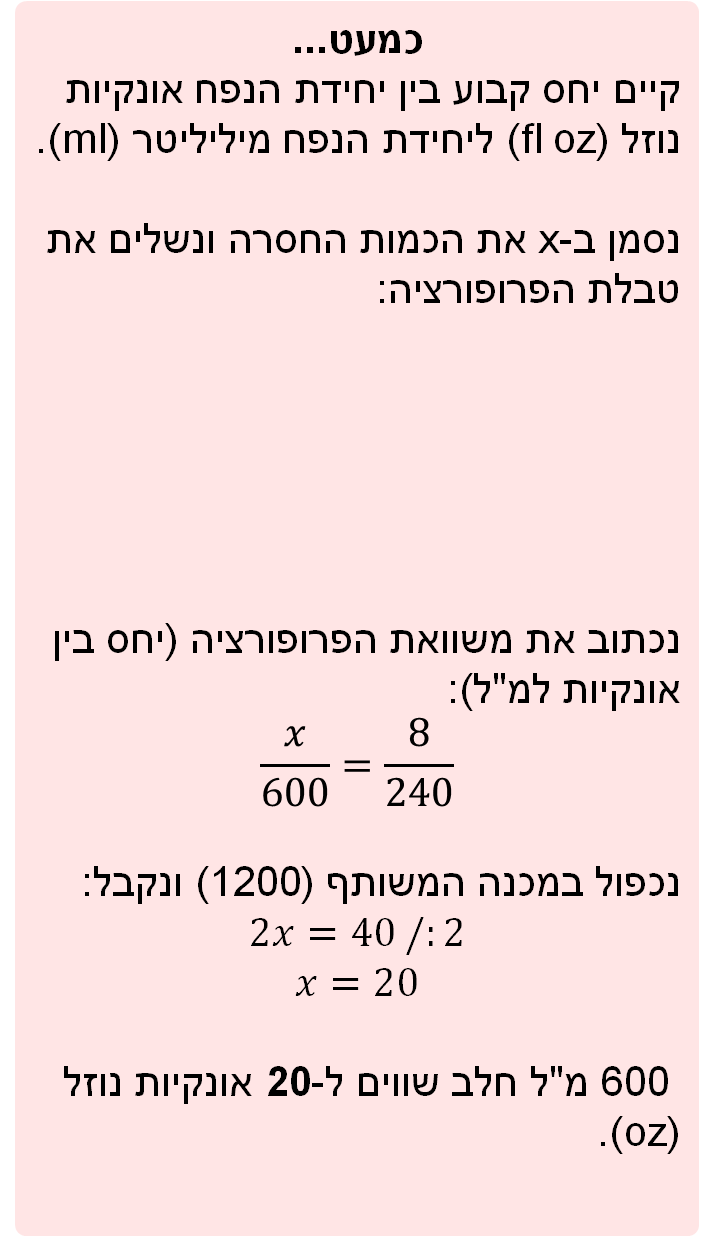 כמעט...
קיים יחס קבוע בין יחידת הנפח אונקיות
נוזל (fl oz) ליחידת הנפח מיליליטר (ml).
נסמן ב-x את הכמות החסרה ונשלים את
טבלת הפרופורציה:
נכתוב את משוואת הפרופורציה (יחס בין
אונקיות למ"ל):
x/600 = 8/240
נכפול במכנה המשותף (1200) ונקבל:
2x = 40 /: 2
x = 20
600 מ"ל חלב שווים ל-20 אונקיות נוזל
(oz).